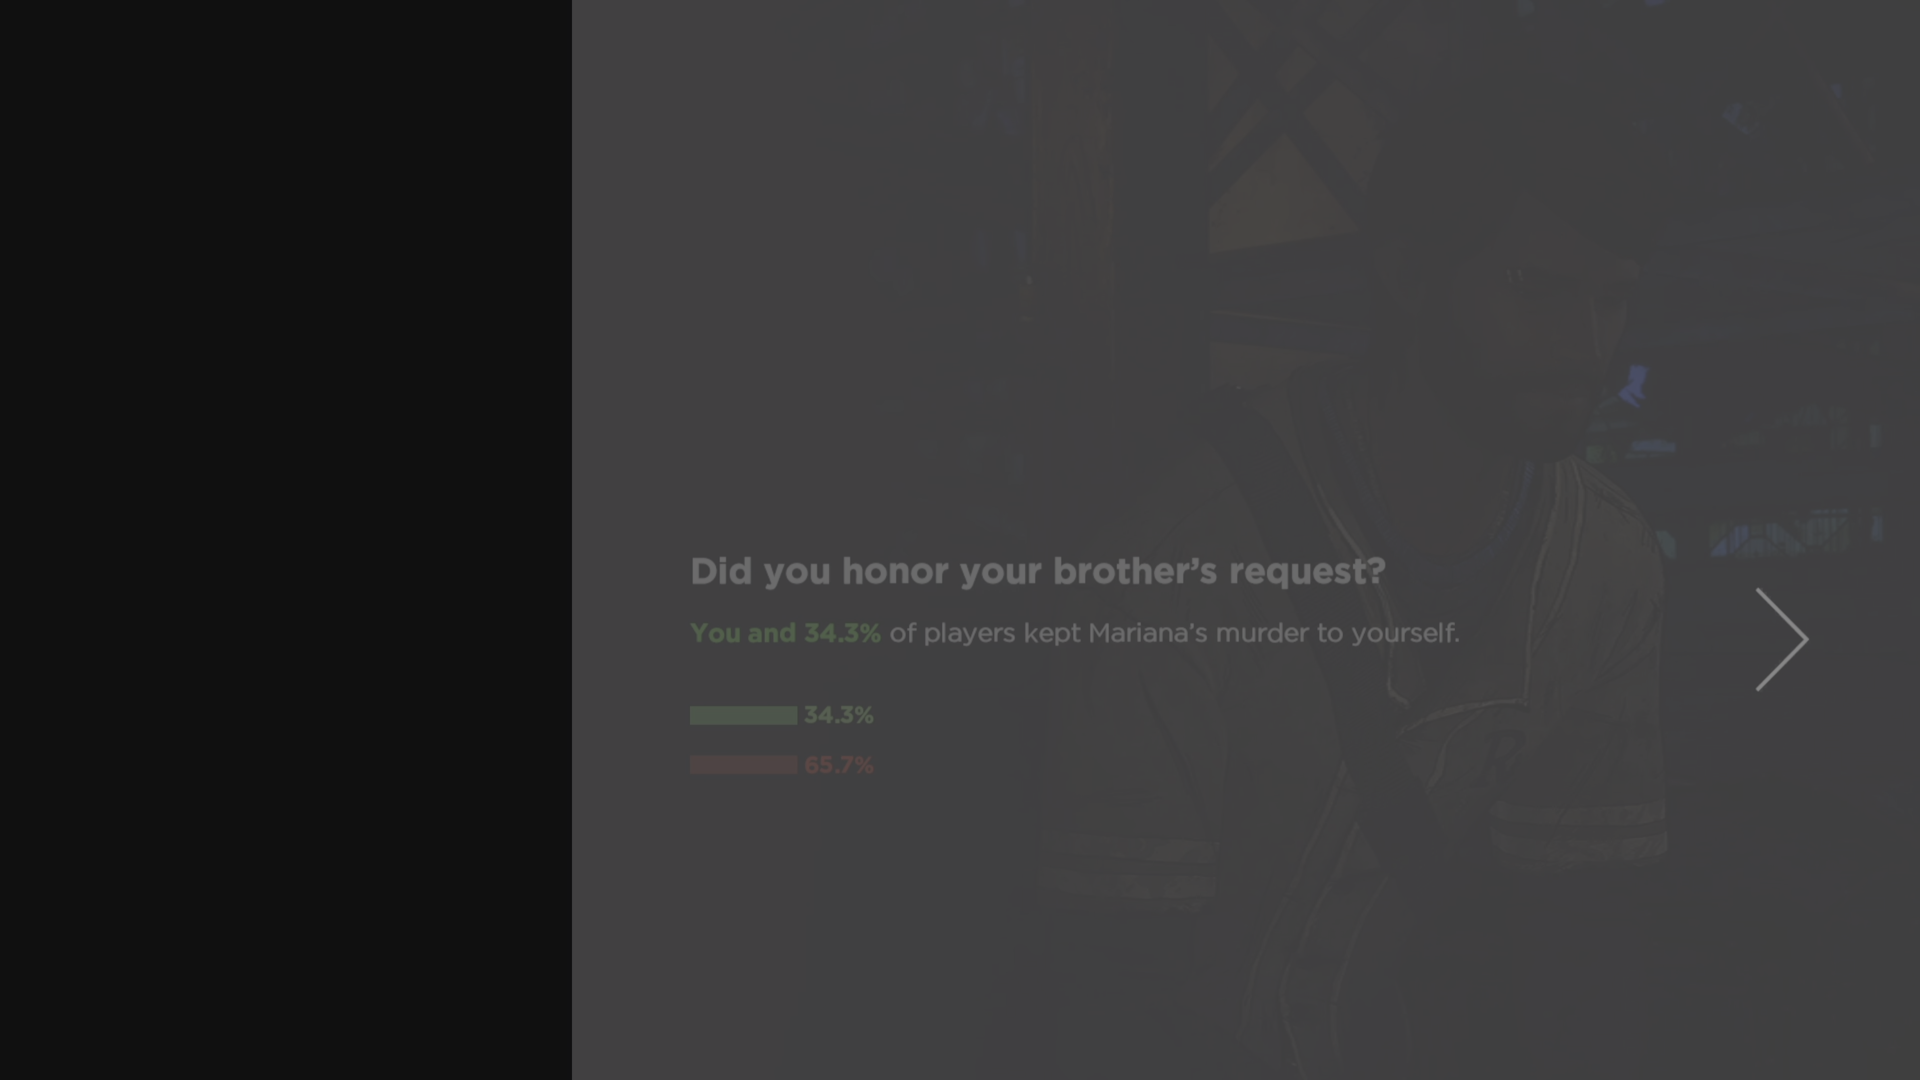 Did you honor your brother’s request?
You and 34.3% of players kept Mariana’s murder to yourself.
34.3%
65.7%